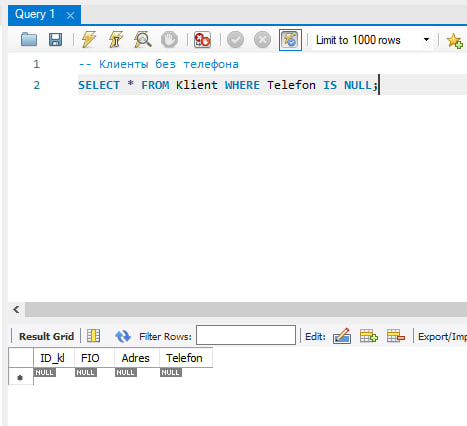 Query 1
Limit to 1000 rows
1 -- Клиенты без телефона
2 SELECT * FROM Klient WHERE Telefon IS NULL;
Result Grid Filter Rows: Edit: Export/Imp
ID_kl FIO Adres Telefon
NULL NULL NULL NULL